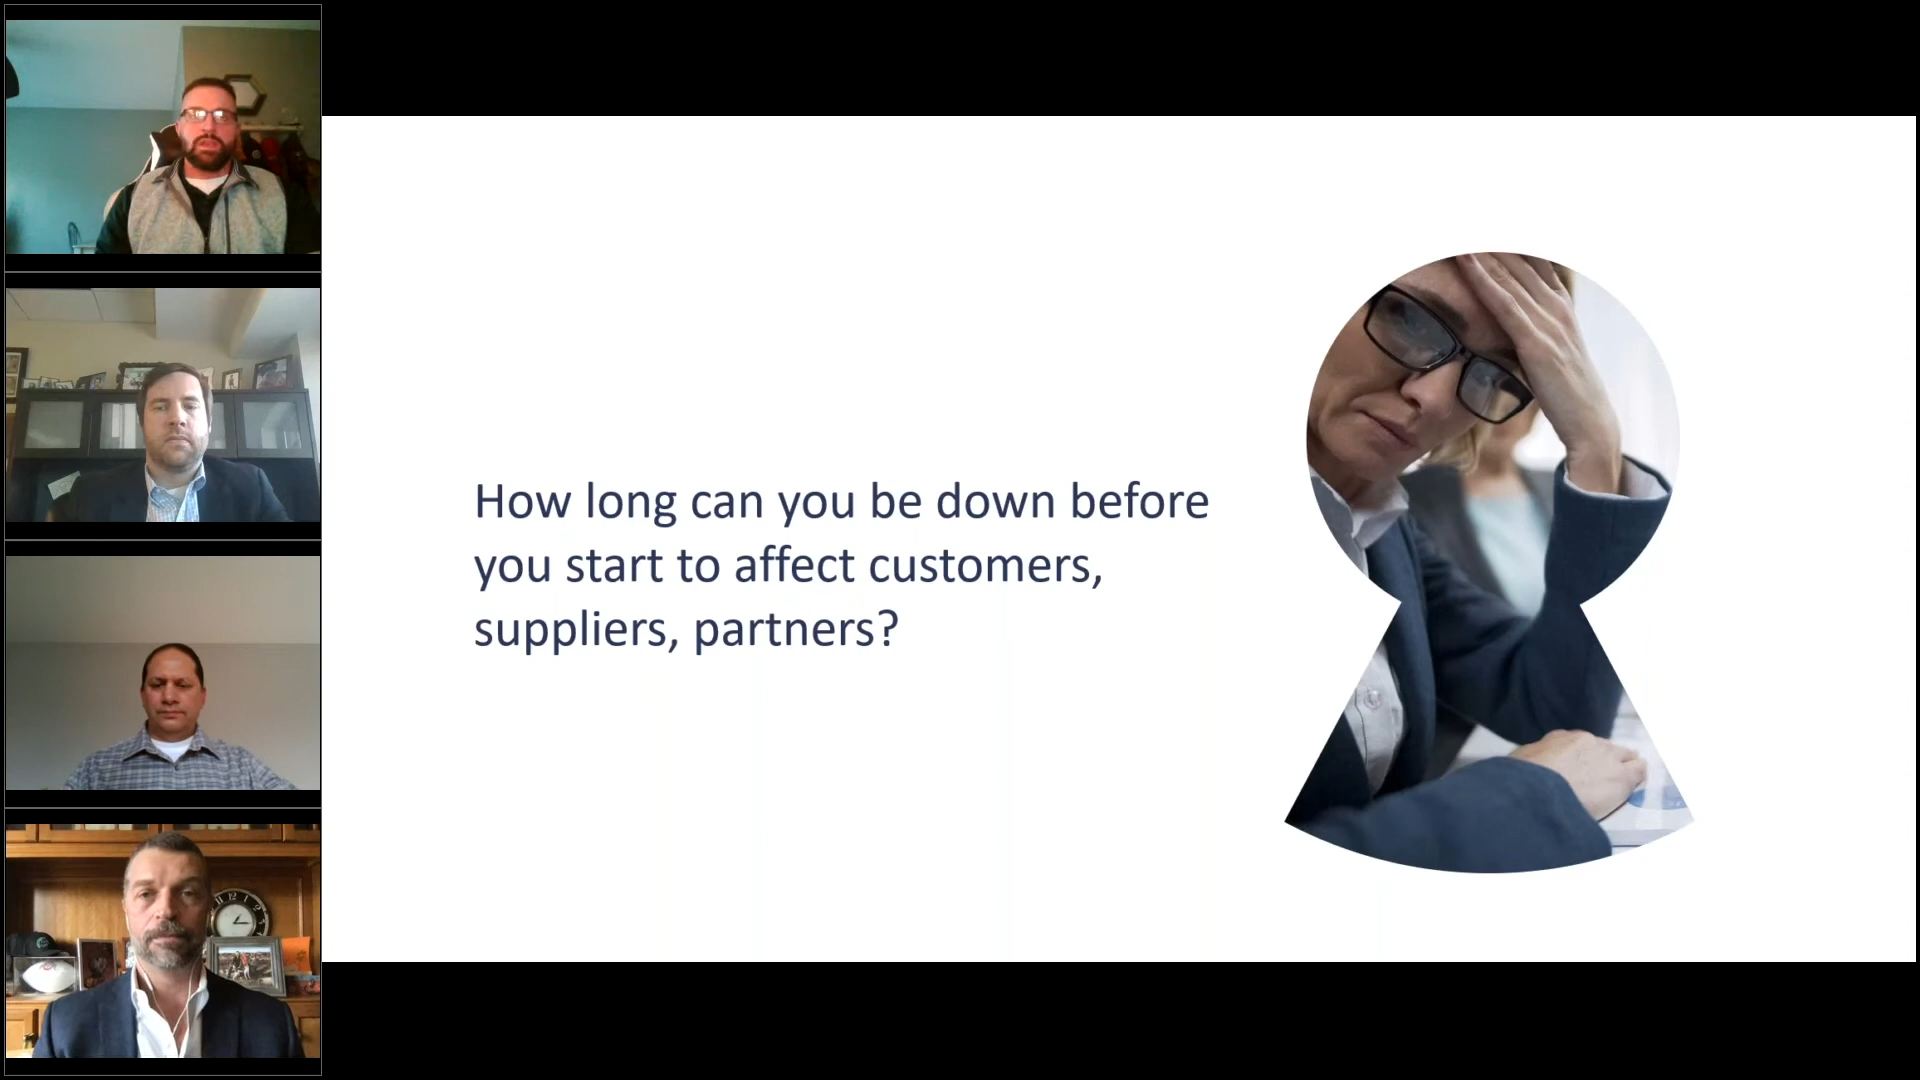 How long can you be down before
you start to affect customers,
suppliers, partners?